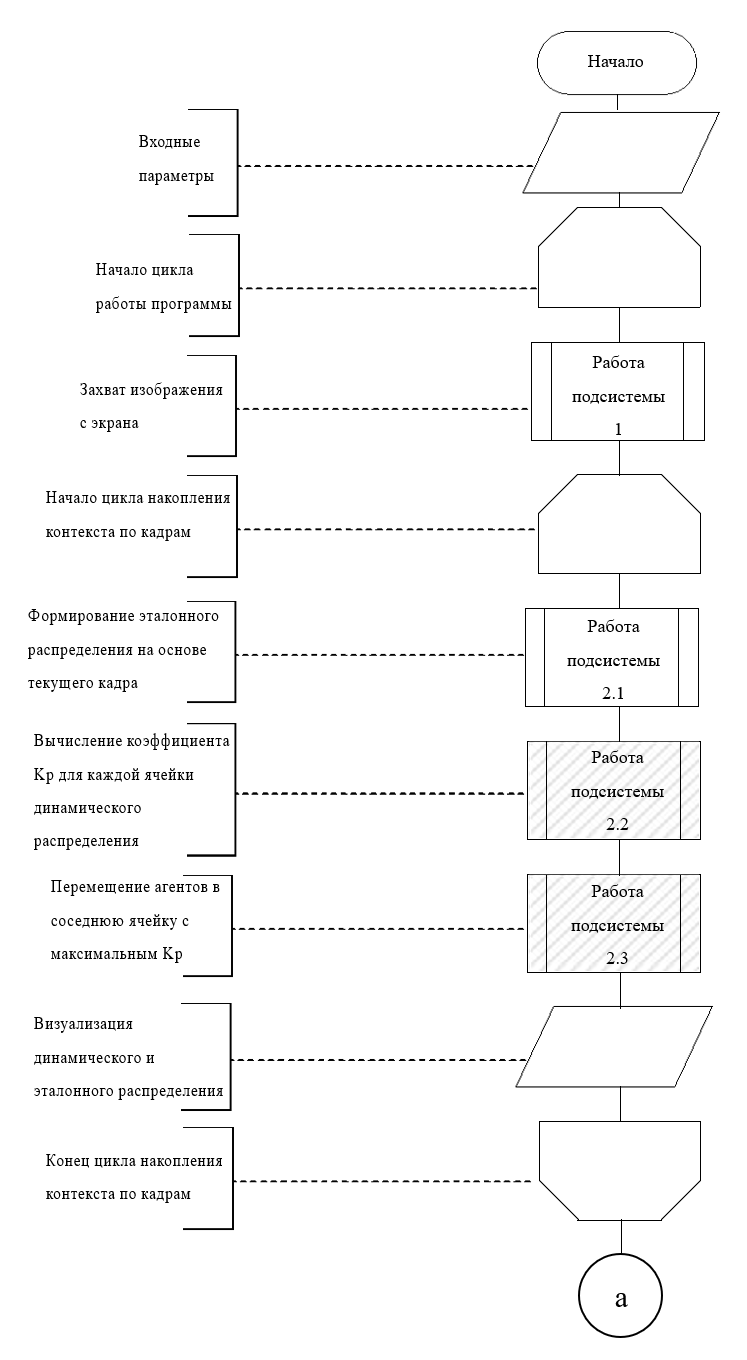 Начало
Входные
параметры
Начало цикла
работы программы
Захват изображения
с экрана
Работа
подсистемы
1
Начало цикла накопления
контекста по кадрам
Формирование эталонного
распределения на основе
текущего кадра
Работа
подсистемы
2.1
Вычисление коэффициента
Кр для каждой ячейки
динамического
распределения
Работа
подсистемы
2.2
Перемещение агентов в
соседнюю ячейку с
максимальным Кр
Работа
подсистемы
2.3
Визуализация
динамического и
эталонного распределения
Конец цикла накопления
контекста по кадрам
а